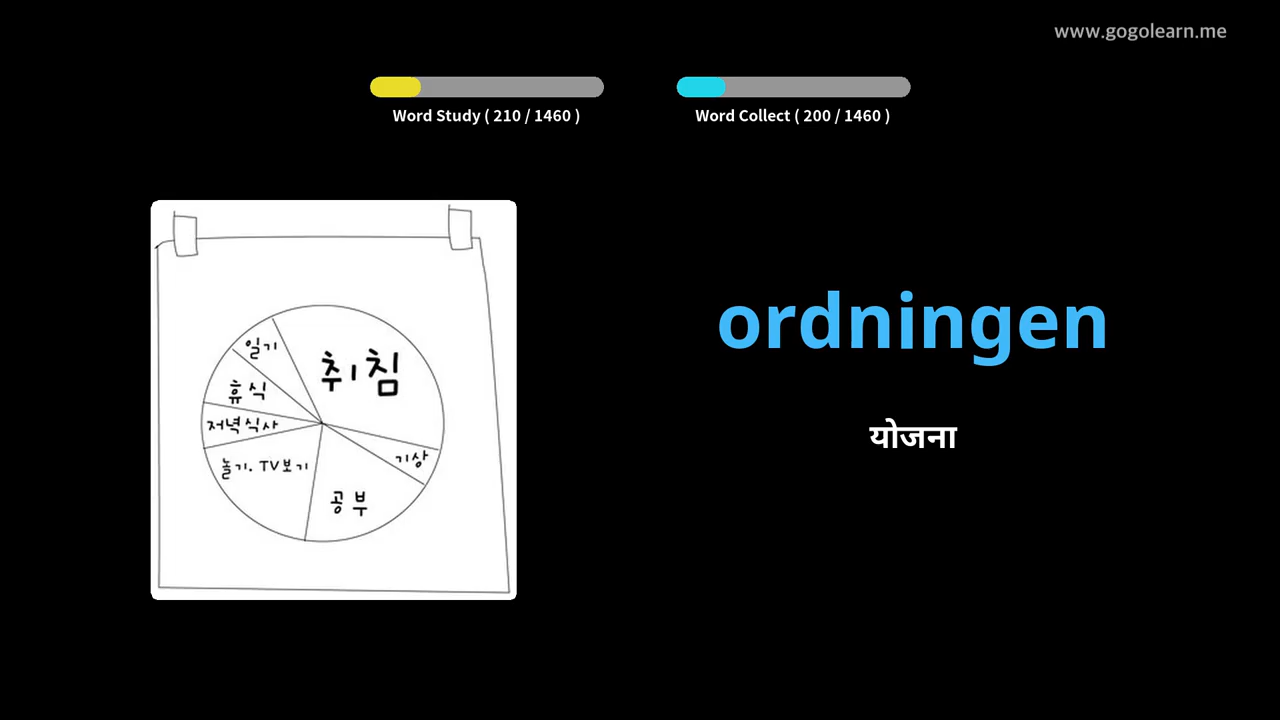 www.gogolearn.me
Word Study ( 210 / 1460 )
Word Collect ( 200 / 1460 )
일기
취침
휴식
저녁식사
놀기. TV보기
기상
공부
ordningen
योजना